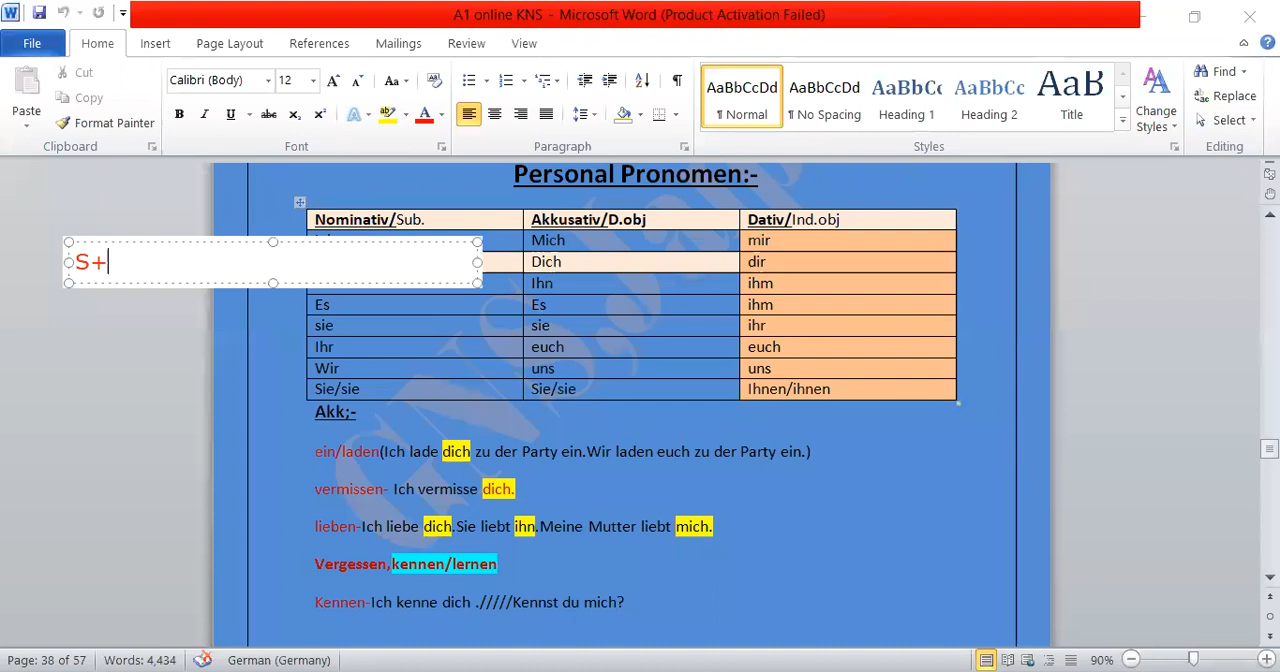 A1 online KNS - Microsoft Word (Product Activation Failed)
File Home Insert Page Layout References Mailings Review View
Paste
Cut
Copy
Format Painter
Clipboard
Calibri (Body) 12
Font
Paragraph
AaBbCcDd AaBbCcDd AaBbCc AaBbCc AaB
¶ Normal ¶ No Spacing Heading 1 Heading 2 Title
Change Styles
Styles
Find
Replace
Select
Editing
Personal Pronomen:-
Nominativ/Sub. Akkusativ/D.obj Dativ/Ind.obj
Mich mir
S+
Dich dir
Ihn ihm
Es Es ihm
sie sie ihr
Ihr euch euch
Wir uns uns
Sie/sie Sie/sie Ihnen/ihnen
Akk;-
ein/laden(Ich lade dich zu der Party ein.Wir laden euch zu der Party ein.)
vermissen- Ich vermisse dich.
lieben-Ich liebe dich.Sie liebt ihn.Meine Mutter liebt mich.
Vergessen,kennen/lernen
Kennen-Ich kenne dich ./////Kennst du mich?
Page: 38 of 57 Words: 4,434 German (Germany) 90%